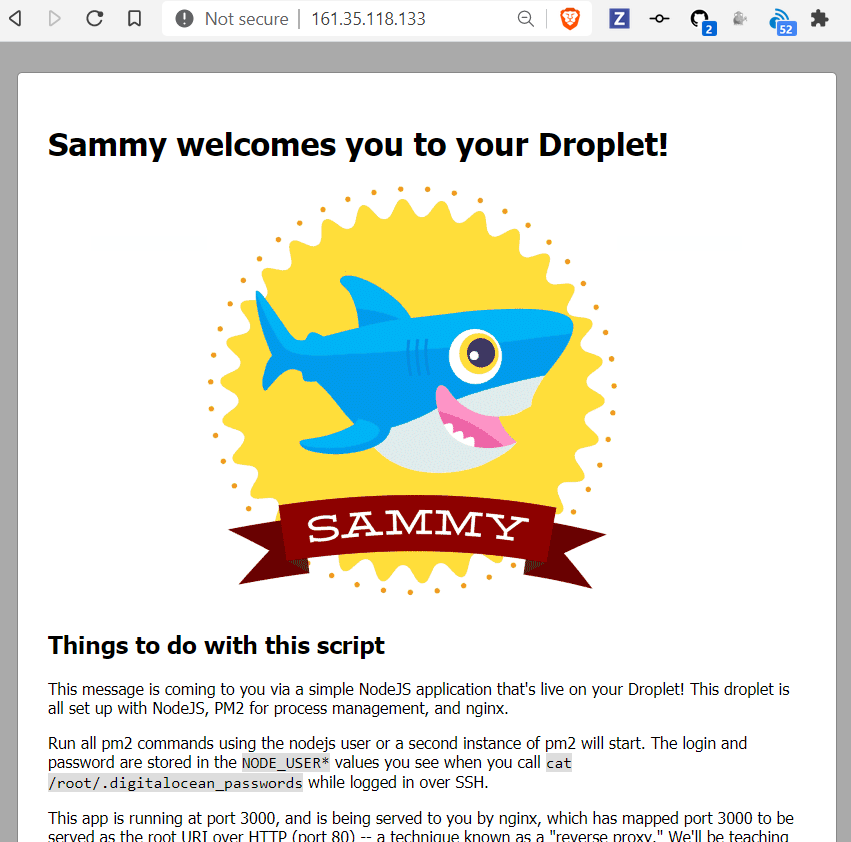 Not secure | 161.35.118.133
Z
2
52
Sammy welcomes you to your Droplet!
SAMMY
Things to do with this script
This message is coming to you via a simple NodeJS application that's live on your Droplet! This droplet is
all set up with NodeJS, PM2 for process management, and nginx.
Run all pm2 commands using the nodejs user or a second instance of pm2 will start. The login and
password are stored in the NODE_USER* values you see when you call cat
/root/.digitalocean_passwords while logged in over SSH.
This app is running at port 3000, and is being served to you by nginx, which has mapped port 3000 to be
served as the root URI over HTTP (port 80) -- a technique known as a "reverse proxy." We'll be teaching